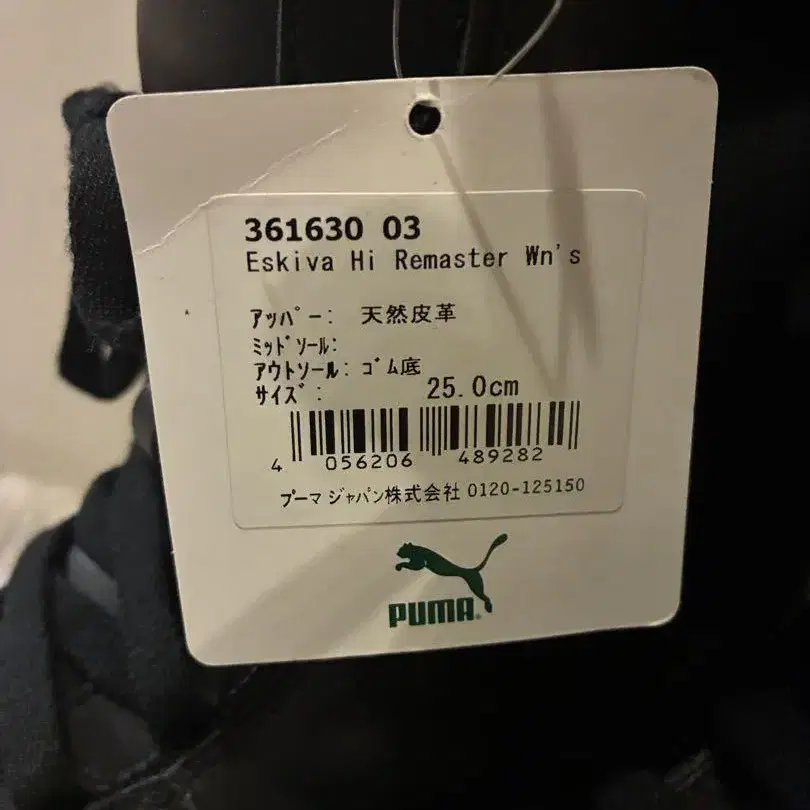 361630 03
Eskiva Hi Remaster Wn's
ｱｯﾊﾟｰ: 天然皮革
ﾐｯﾄﾞｿｰﾙ:
ｱｳﾄｿｰﾙ: ｺﾞﾑ底
ｻｲｽﾞ: 25.0cm
4 056206 489282
プーマ ジャパン株式会社 0120-125150
PUMA®